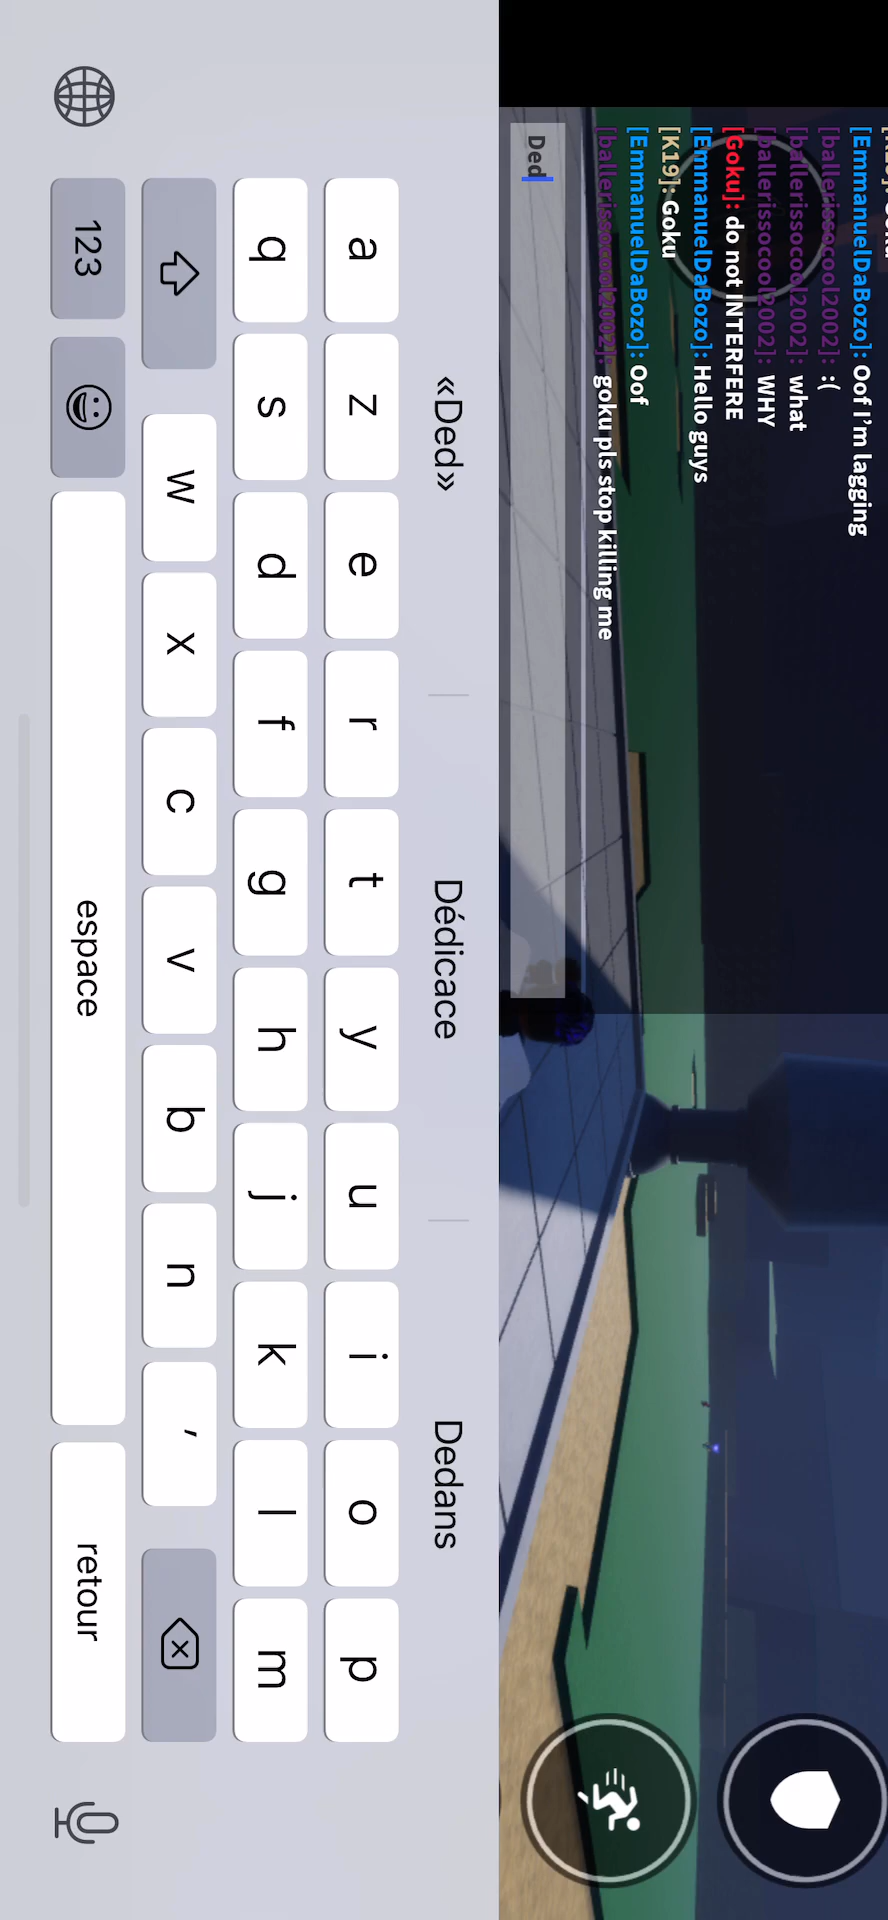 [EmmanuelDaBozo]: Oof I'm lagging
[ballerissocool2002]: :(
[ballerissocool2002]: what
[ballerissocool2002]: WHY
[Goku]: do not INTERFERE
[EmmanuelDaBozo]: Hello guys
[K19]: Goku
[EmmanuelDaBozo]: Oof
[ballerissocool2002]: goku pls stop killing me
Ded
«Ded» Dédicace Dedans
a z e r t y u i o p
q s d f g h j k l m
w x c v b n ,
123 espace retour